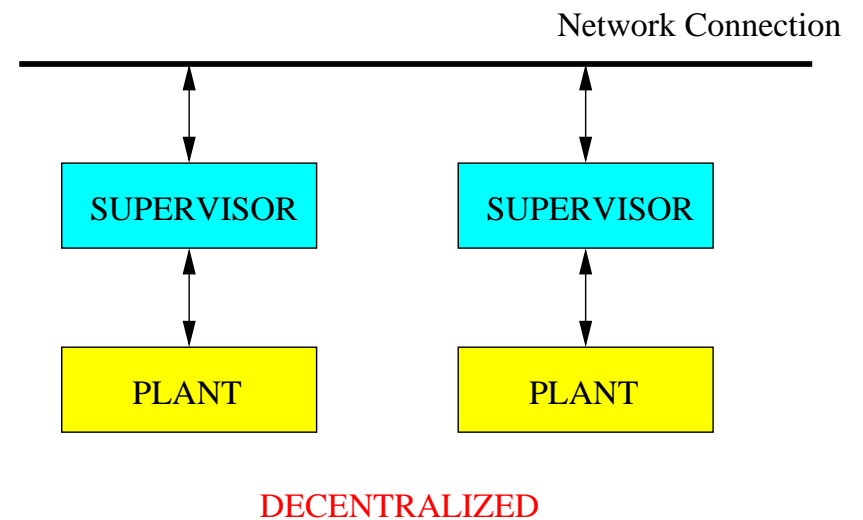 Network Connection
SUPERVISOR
SUPERVISOR
PLANT
PLANT
DECENTRALIZED